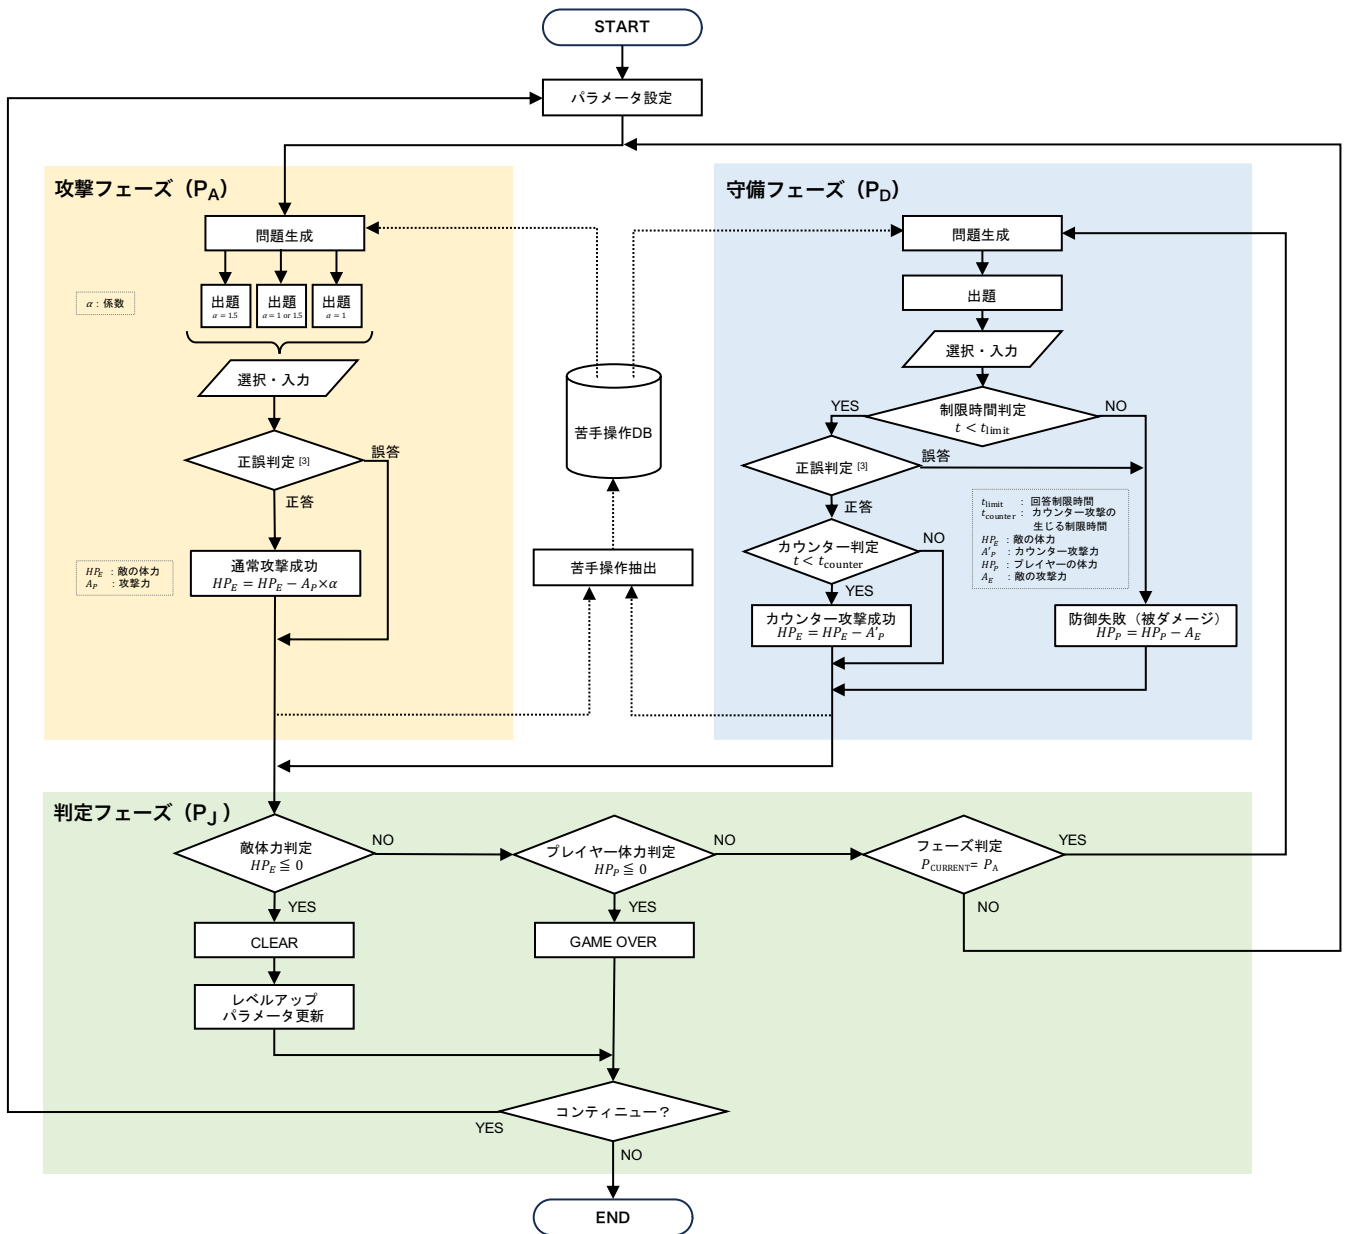 START
パラメータ設定
攻撃フェーズ（PA）
問題生成
α：係数
出題
α = 1.5
出題
α = 1 or 1.5
出題
α = 1
選択・入力
正誤判定 [3]
誤答
正答
通常攻撃成功
HPE = HPE − AP×α
HPE ：敵の体力
AP ：攻撃力
苦手操作DB
苦手操作抽出
守備フェーズ（PD）
問題生成
出題
選択・入力
制限時間判定
t < tlimit
YES
NO
正誤判定 [3]
誤答
正答
カウンター判定
t < tcounter
NO
YES
カウンター攻撃成功
HPE = HPE − A'P
tlimit ：回答制限時間
tcounter ：カウンター攻撃の
生じる制限時間
HPE ：敵の体力
A'P ：カウンター攻撃力
HPP ：プレイヤーの体力
AE ：敵の攻撃力
防御失敗（被ダメージ）
HPP = HPP − AE
判定フェーズ（PJ）
敵体力判定
HPE ≦ 0
NO
YES
プレイヤー体力判定
HPP ≦ 0
NO
YES
フェーズ判定
PCURRENT= PA
YES
NO
CLEAR
GAME OVER
レベルアップ
パラメータ更新
コンティニュー？
YES
NO
END